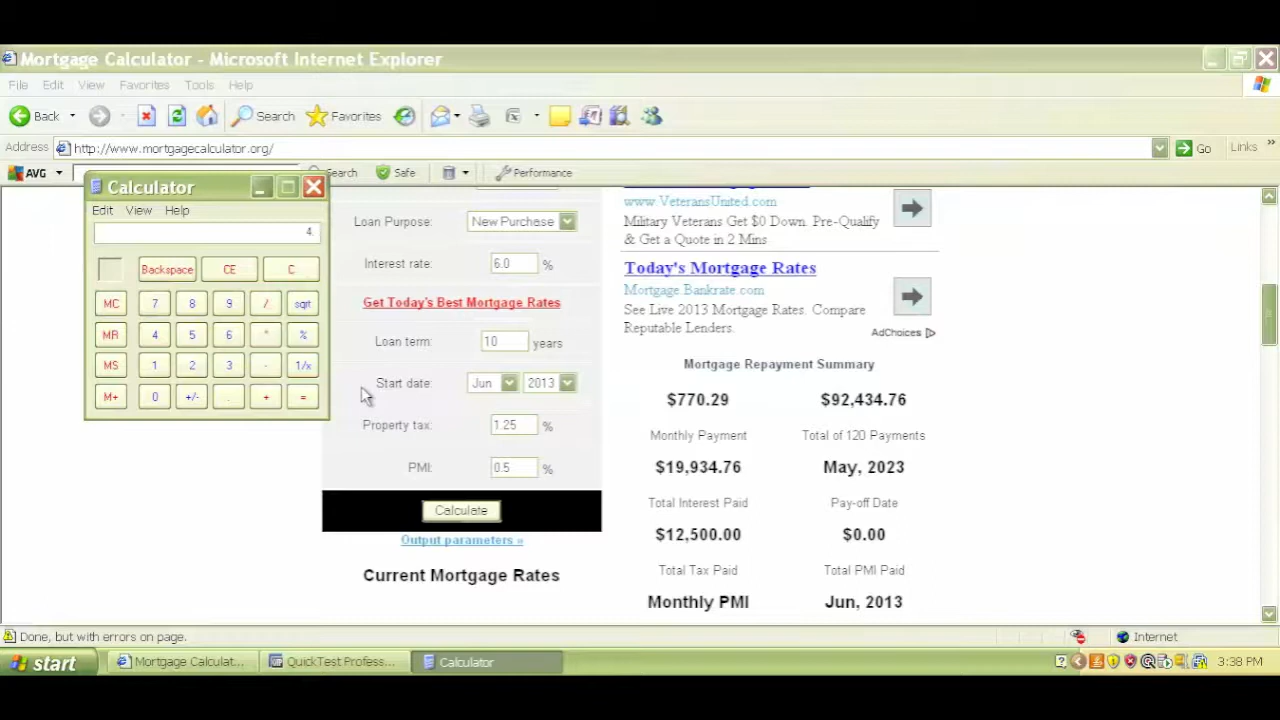 Mortgage Calculator - Microsoft Internet Explorer
File Edit View Favorites Tools Help
Back Search Favorites
Address http://www.mortgagecalculator.org/ Go Links »
AVG Search Safe Performance
Calculator
Edit View Help
4.
Backspace CE C
MC 7 8 9 / sqrt
MR 4 5 6 * %
MS 1 2 3 - 1/x
M+ 0 +/- . + =
Loan Purpose: New Purchase
Interest rate: 6.0 %
Get Today's Best Mortgage Rates
Loan term: 10 years
Start date: Jun 2013
Property tax: 1.25 %
PMI: 0.5 %
Calculate
Output parameters »
Current Mortgage Rates
www.VeteransUnited.com
Military Veterans Get $0 Down. Pre-Qualify
& Get a Quote in 2 Mins.
Today's Mortgage Rates
Mortgage.Bankrate.com
See Live 2013 Mortgage Rates. Compare
Reputable Lenders.
AdChoices
Mortgage Repayment Summary
$770.29 $92,434.76
Monthly Payment Total of 120 Payments
$19,934.76 May, 2023
Total Interest Paid Pay-off Date
$12,500.00 $0.00
Total Tax Paid Total PMI Paid
Monthly PMI Jun, 2013
Done, but with errors on page. Internet
start Mortgage Calculat... QuickTest Profess... Calculator 3:38 PM